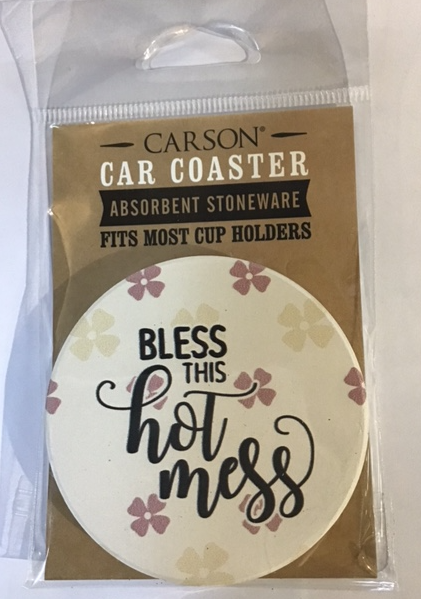 CARSON®
CAR COASTER
ABSORBENT STONEWARE
FITS MOST CUP HOLDERS
BLESS
THIS
hot
mess